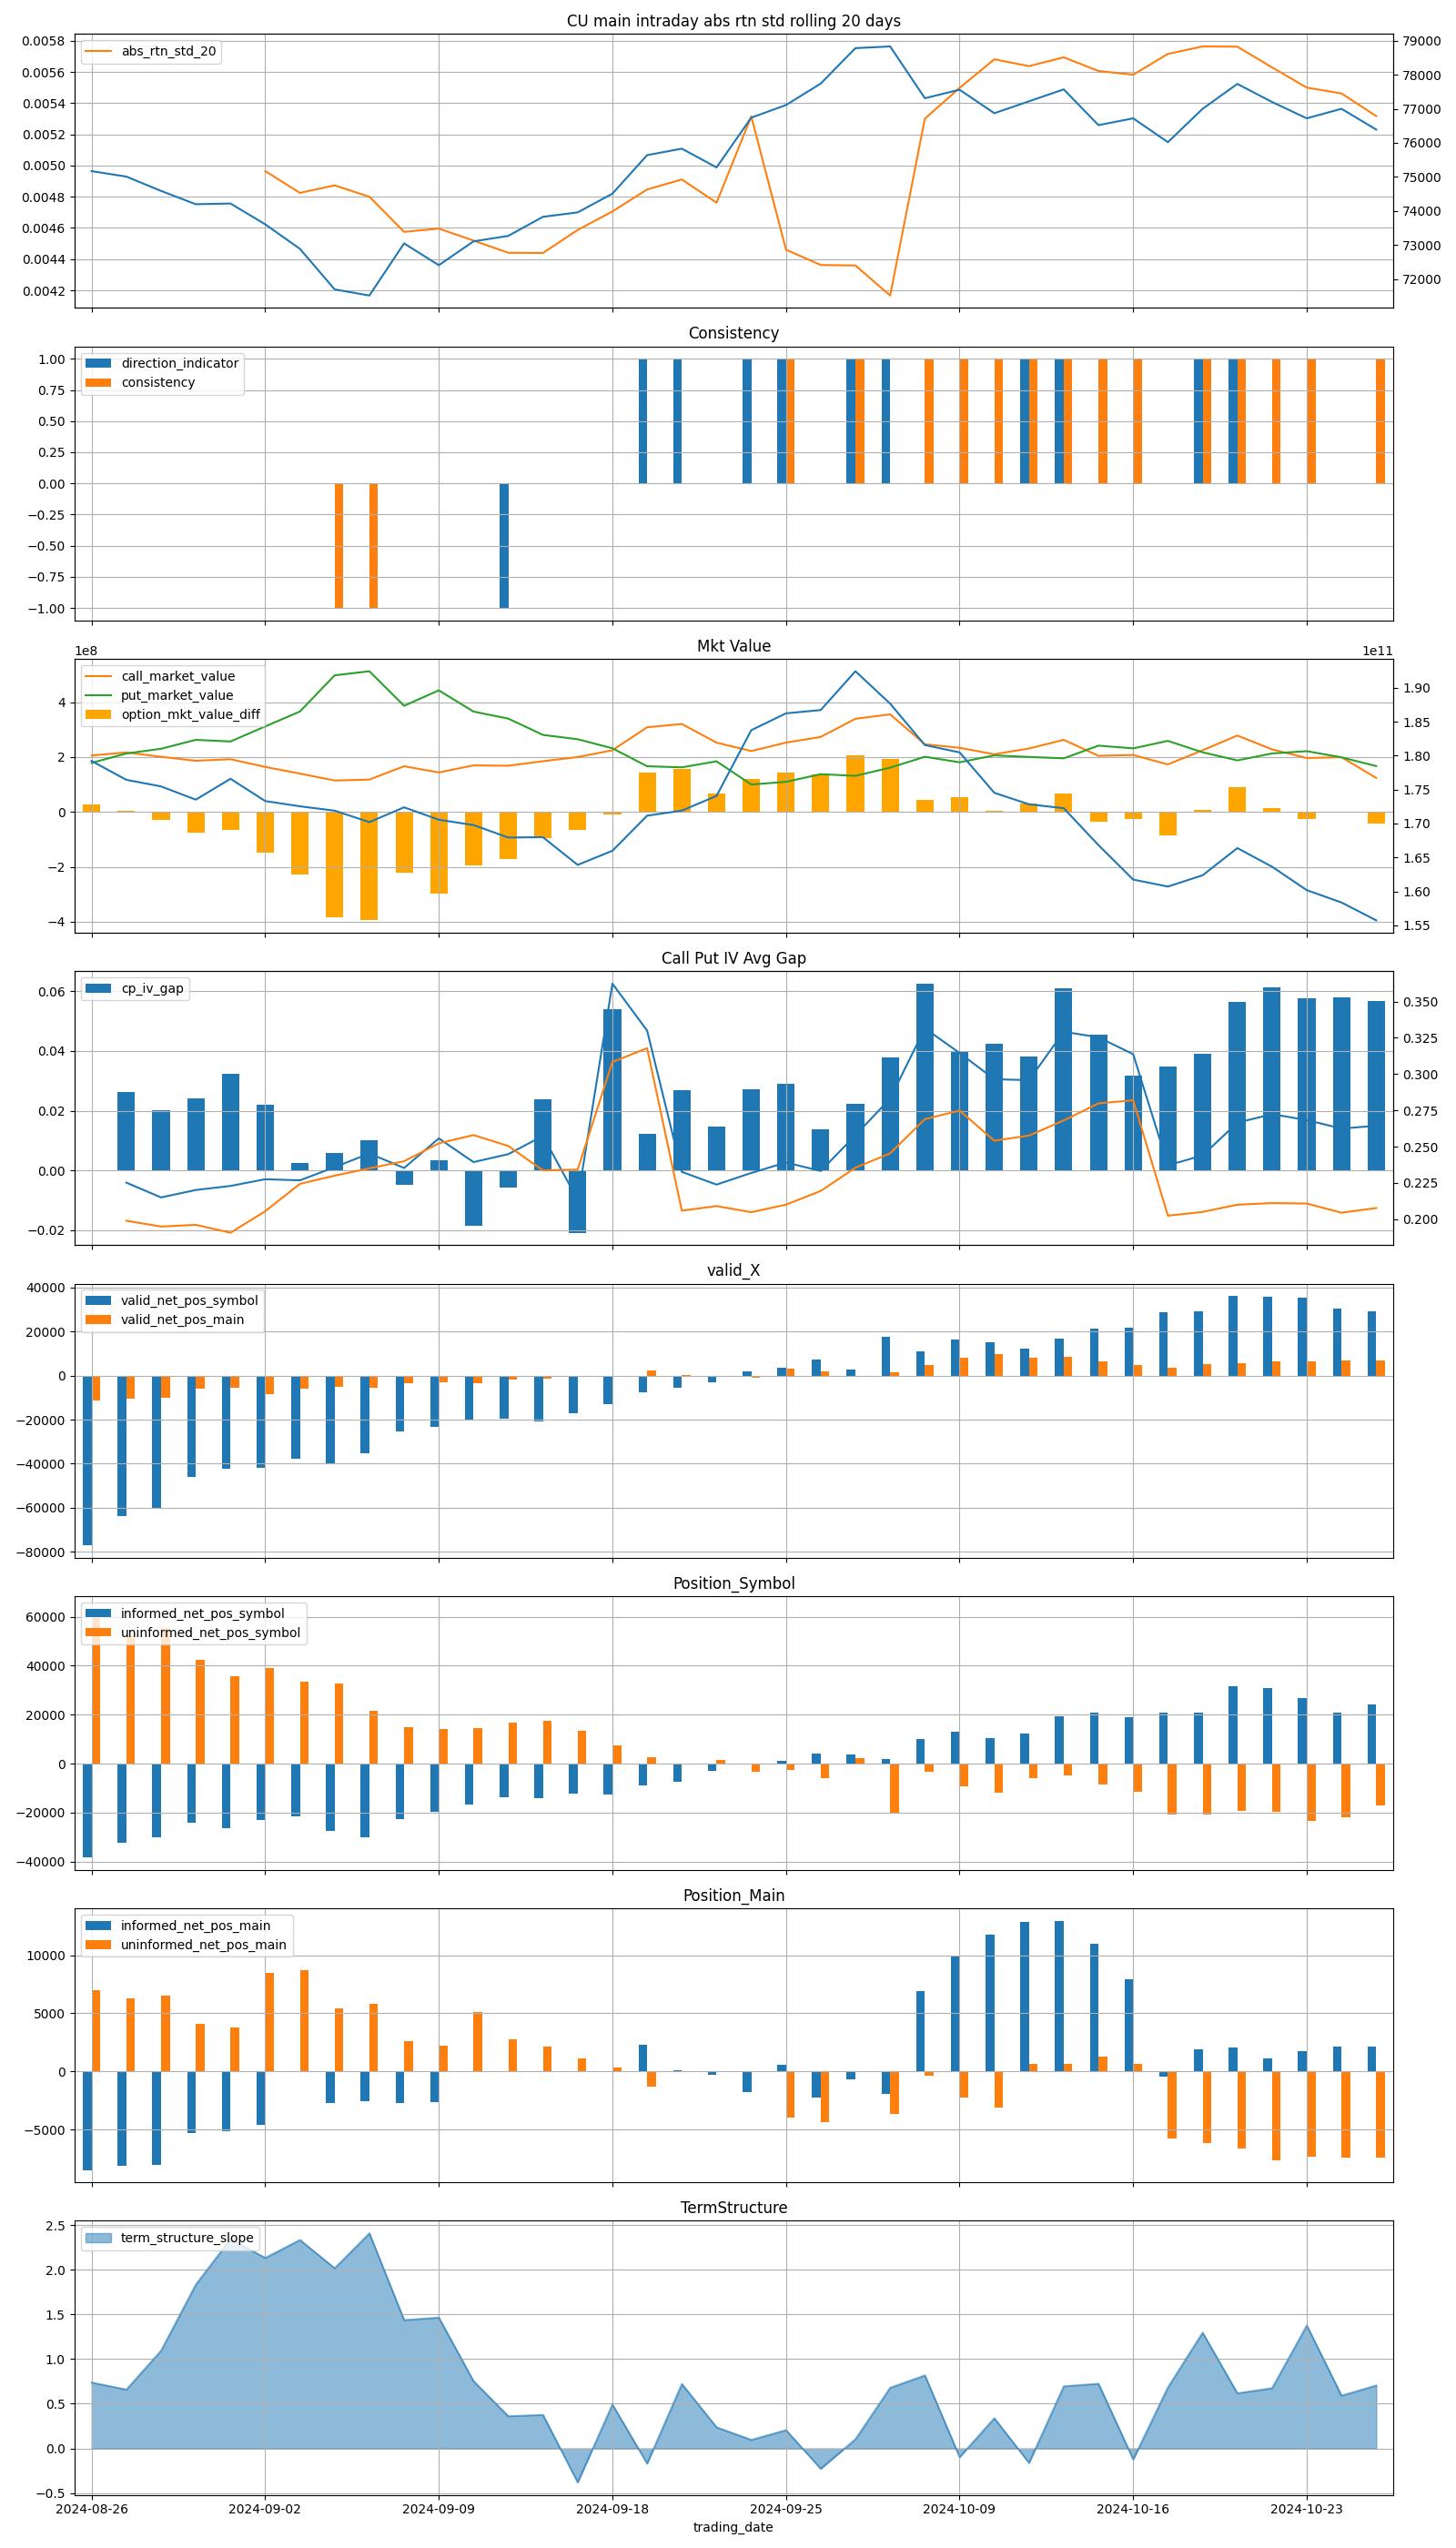 CU main intraday abs rtn std rolling 20 days
abs_rtn_std_20
0.0058
0.0056
0.0054
0.0052
0.0050
0.0048
0.0046
0.0044
0.0042
79000
78000
77000
76000
75000
74000
73000
72000
Consistency
direction_indicator
consistency
1.00
0.75
0.50
0.25
0.00
−0.25
−0.50
−0.75
−1.00
Mkt Value
1e8
1e11
call_market_value
put_market_value
option_mkt_value_diff
4
2
0
−2
−4
1.90
1.85
1.80
1.75
1.70
1.65
1.60
1.55
Call Put IV Avg Gap
cp_iv_gap
0.06
0.04
0.02
0.00
−0.02
0.350
0.325
0.300
0.275
0.250
0.225
0.200
valid_X
valid_net_pos_symbol
valid_net_pos_main
40000
20000
0
−20000
−40000
−60000
−80000
Position_Symbol
informed_net_pos_symbol
uninformed_net_pos_symbol
60000
40000
20000
0
−20000
−40000
Position_Main
informed_net_pos_main
uninformed_net_pos_main
10000
5000
0
−5000
TermStructure
term_structure_slope
2.5
2.0
1.5
1.0
0.5
0.0
−0.5
2024-08-26 2024-09-02 2024-09-09 2024-09-18 2024-09-25 2024-10-09 2024-10-16 2024-10-23
trading_date